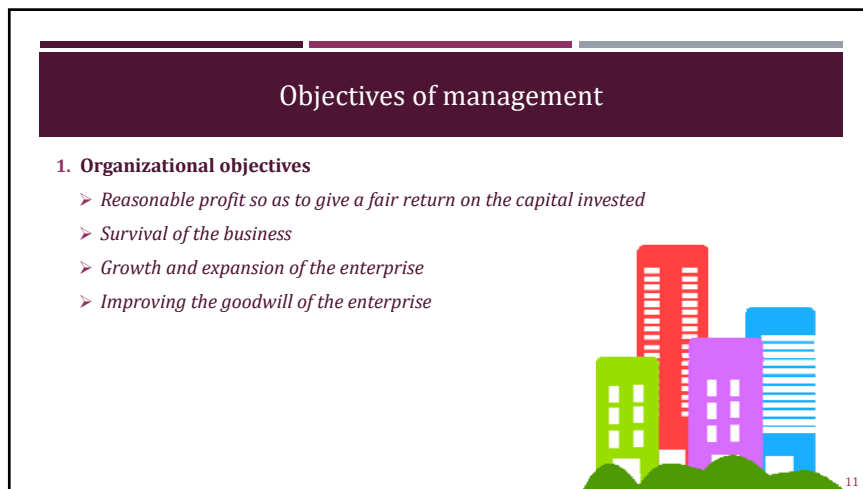 Objectives of management
1. Organizational objectives
➢ Reasonable profit so as to give a fair return on the capital invested
➢ Survival of the business
➢ Growth and expansion of the enterprise
➢ Improving the goodwill of the enterprise
11